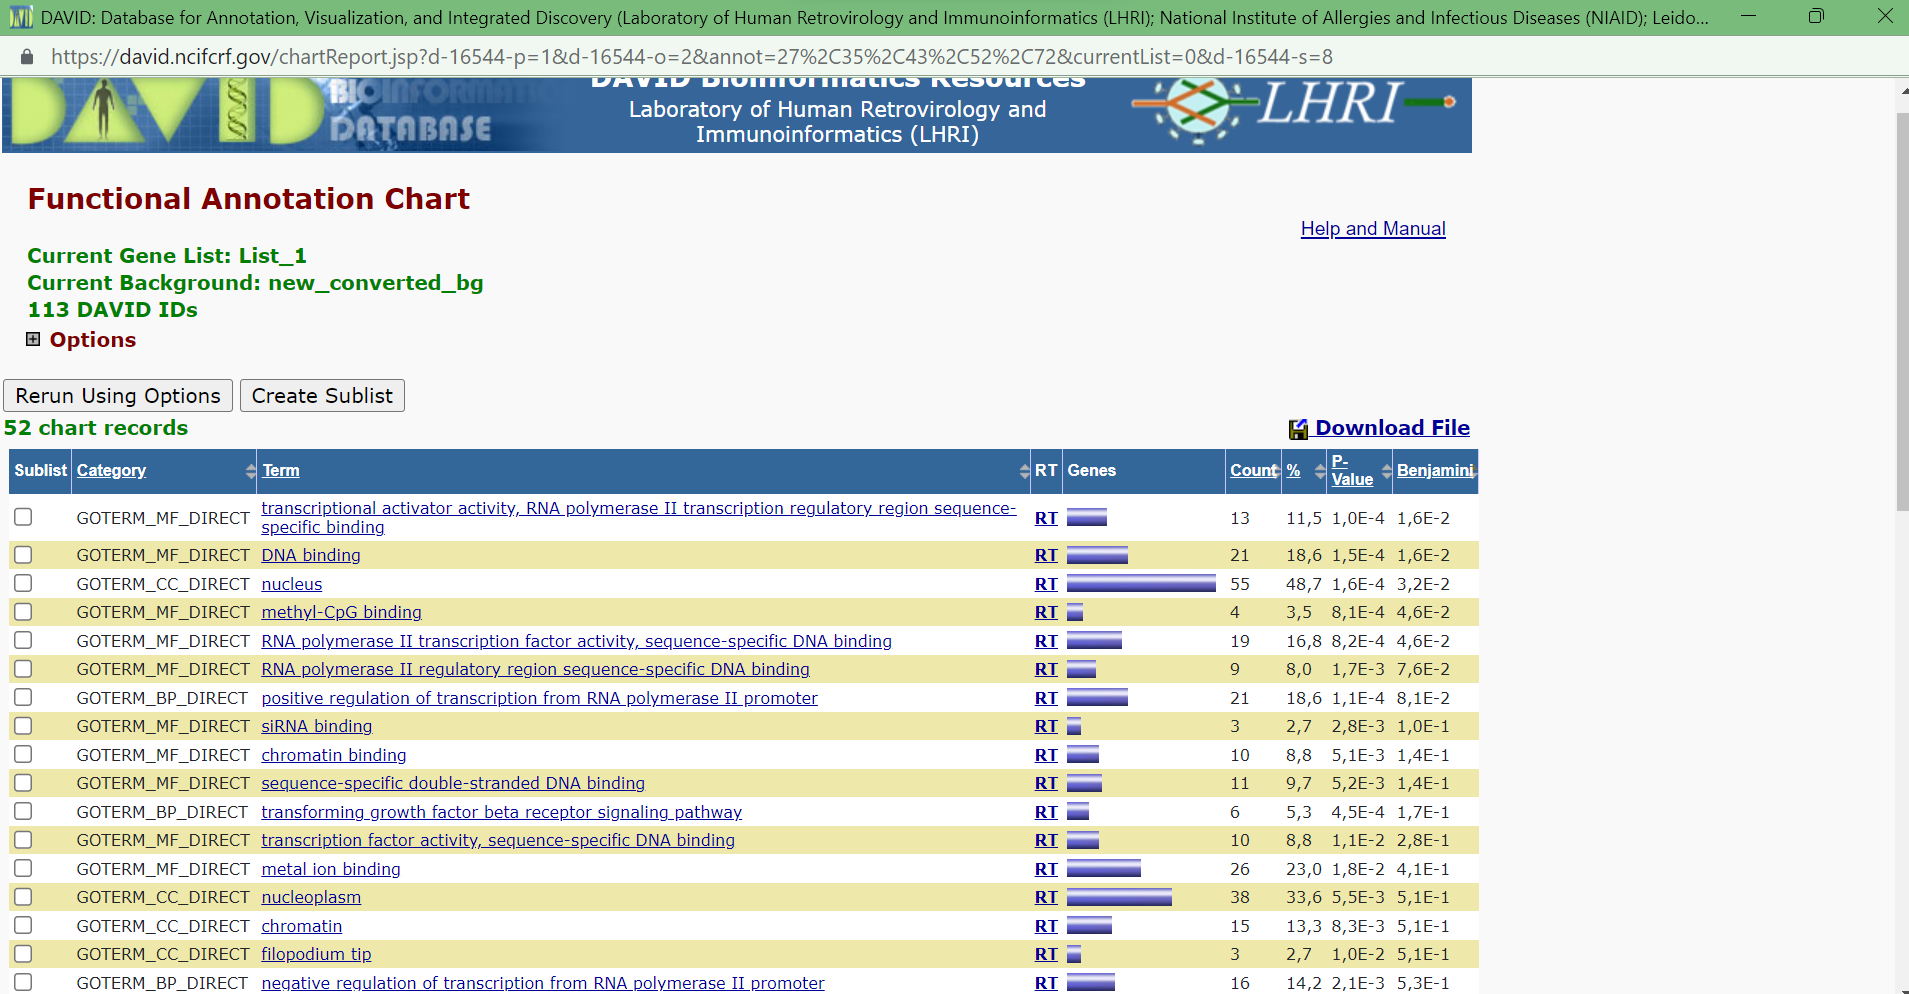 DAVID: Database for Annotation, Visualization, and Integrated Discovery (Laboratory of Human Retrovirology and Immunoinformatics (LHRI); National Institute of Allergies and Infectious Diseases (NIAID); Leido...
https://david.ncifcrf.gov/chartReport.jsp?d-16544-p=1&d-16544-o=2&annot=27%2C35%2C43%2C52%2C72&currentList=0&d-16544-s=8
DAVID BIOINFORMATICS DATABASE
DAVID Bioinformatics Resources
Laboratory of Human Retrovirology and
Immunoinformatics (LHRI)
LHRI
Functional Annotation Chart
Help and Manual
Current Gene List: List_1
Current Background: new_converted_bg
113 DAVID IDs
Options
Rerun Using Options Create Sublist
52 chart records
Download File
Sublist Category Term RT Genes Count % P-Value Benjamini
GOTERM_MF_DIRECT transcriptional activator activity, RNA polymerase II transcription regulatory region sequence-
specific binding RT 13 11,5 1,0E-4 1,6E-2
GOTERM_MF_DIRECT DNA binding RT 21 18,6 1,5E-4 1,6E-2
GOTERM_CC_DIRECT nucleus RT 55 48,7 1,6E-4 3,2E-2
GOTERM_MF_DIRECT methyl-CpG binding RT 4 3,5 8,1E-4 4,6E-2
GOTERM_MF_DIRECT RNA polymerase II transcription factor activity, sequence-specific DNA binding RT 19 16,8 8,2E-4 4,6E-2
GOTERM_MF_DIRECT RNA polymerase II regulatory region sequence-specific DNA binding RT 9 8,0 1,7E-3 7,6E-2
GOTERM_BP_DIRECT positive regulation of transcription from RNA polymerase II promoter RT 21 18,6 1,1E-4 8,1E-2
GOTERM_MF_DIRECT siRNA binding RT 3 2,7 2,8E-3 1,0E-1
GOTERM_MF_DIRECT chromatin binding RT 10 8,8 5,1E-3 1,4E-1
GOTERM_MF_DIRECT sequence-specific double-stranded DNA binding RT 11 9,7 5,2E-3 1,4E-1
GOTERM_BP_DIRECT transforming growth factor beta receptor signaling pathway RT 6 5,3 4,5E-4 1,7E-1
GOTERM_MF_DIRECT transcription factor activity, sequence-specific DNA binding RT 10 8,8 1,1E-2 2,8E-1
GOTERM_MF_DIRECT metal ion binding RT 26 23,0 1,8E-2 4,1E-1
GOTERM_CC_DIRECT nucleoplasm RT 38 33,6 5,5E-3 5,1E-1
GOTERM_CC_DIRECT chromatin RT 15 13,3 8,3E-3 5,1E-1
GOTERM_CC_DIRECT filopodium tip RT 3 2,7 1,0E-2 5,1E-1
GOTERM_BP_DIRECT negative regulation of transcription from RNA polymerase II promoter RT 16 14,2 2,1E-3 5,3E-1